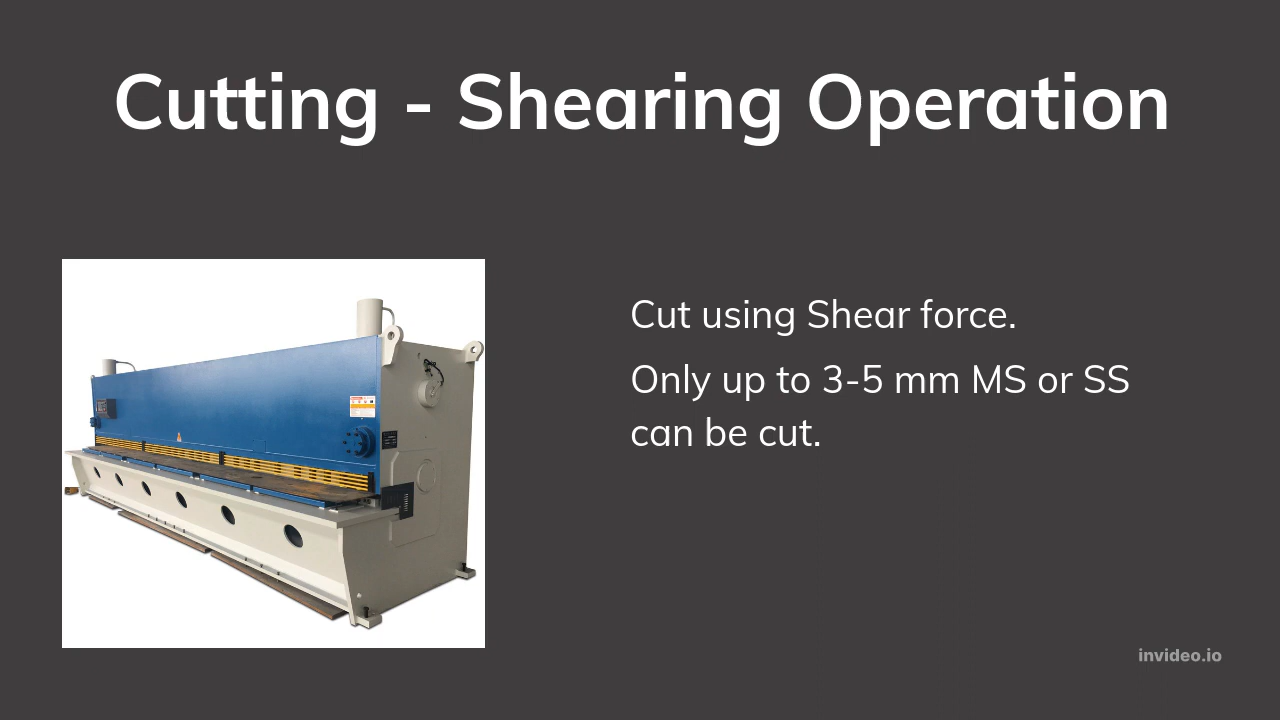 Cutting - Shearing Operation
Cut using Shear force.
Only up to 3-5 mm MS or SS
can be cut.
invideo.io